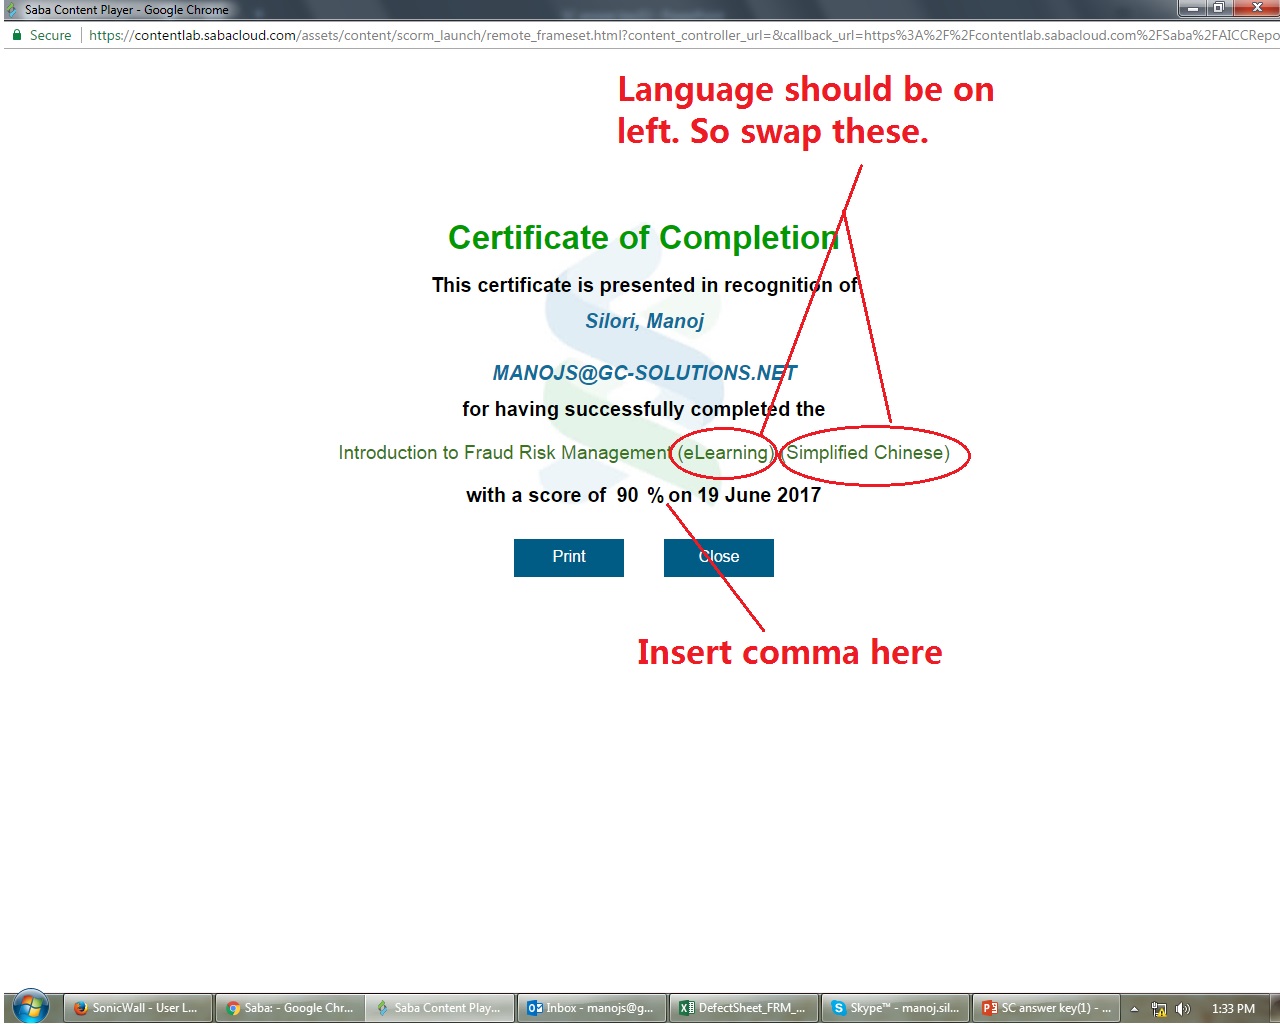 Saba Content Player - Google Chrome
Secure https://contentlab.sabacloud.com/assets/content/scorm_launch/remote_frameset.html?content_controller_url=&callback_url=https%3A%2F%2Fcontentlab.sabacloud.com%2FSaba%2FAICCRepo
Language should be on
left. So swap these.
Certificate of Completion
This certificate is presented in recognition of
Silori, Manoj
MANOJS@GC-SOLUTIONS.NET
for having successfully completed the
Introduction to Fraud Risk Management (eLearning) (Simplified Chinese)
with a score of 90 % on 19 June 2017
Print Close
Insert comma here
SonicWall - User L... Saba: - Google Chr... Saba Content Play... Inbox - manojs@g... DefectSheet_FRM_... Skype™ - manoj.sil... SC answer key(1) - ... 1:33 PM